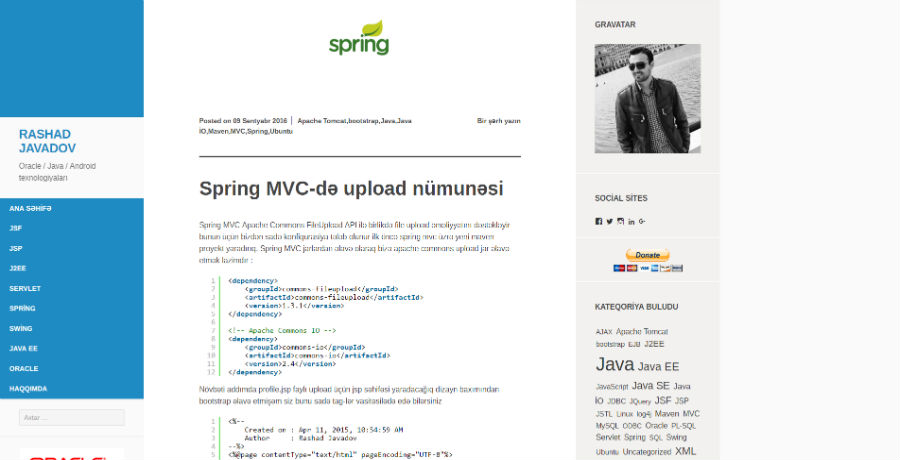 RASHAD
JAVADOV
Oracle / Java / Android
texnologiyaları
ANA SƏHİFƏ
JSF
JSP
J2EE
SERVLET
SPRİNG
SWİNG
JAVA EE
ORACLE
HAQQIMDA
Axtar ...
spring
Posted on 09 Sentyabr 2016 | Apache Tomcat,bootstrap,Java,Java
İO,Maven,MVC,Spring,Ubuntu
Bir şərh yazın
Spring MVC-də upload nümunəsi
Spring MVC Apache Commons FileUpload API ilə birlikdə file upload əməliyyatını dəstəkləyir
bunun üçün bizdən sadə konfiqurasiya tələb olunur ilk öncə spring mvc üzrə yeni maven
proyekt yaradırıq. Spring MVC jarlardan əlavə olaraq bizə apache commons upload jar əlavə
etmək lazımdır :
1 <dependency>
2 <groupId>commons-fileupload</groupId>
3 <artifactId>commons-fileupload</artifactId>
4 <version>1.3.1</version>
5 </dependency>
6
7 <!-- Apache Commons IO -->
8 <dependency>
9 <groupId>commons-io</groupId>
10 <artifactId>commons-io</artifactId>
11 <version>2.4</version>
12 </dependency>
Növbəti addımda profile.jsp faylı upload üçün jsp səhifəsi yaradacağıq dizayn baxımından
bootstrap əlavə etmişəm siz bunu sadə tag-lər vasitəsilədə edə bilərsiniz
1 <%--
2 Created on : Apr 11, 2015, 10:54:59 AM
3 Author : Rashad Javadov
4 --%>
5 <%@page contentType="text/html" pageEncoding="UTF-8"%>
GRAVATAR
SOCİAL SİTES
Donate
KATEQORİYA BULUDU
AJAX Apache Tomcat
bootstrap EJB J2EE
Java Java EE
JavaScript Java SE Java
İO JDBC JQuery JSF JSP
JSTL Linux log4j Maven MVC
MySQL ODBC Oracle PL-SQL
Servlet Spring SQL Swing
Ubuntu Uncategorized XML